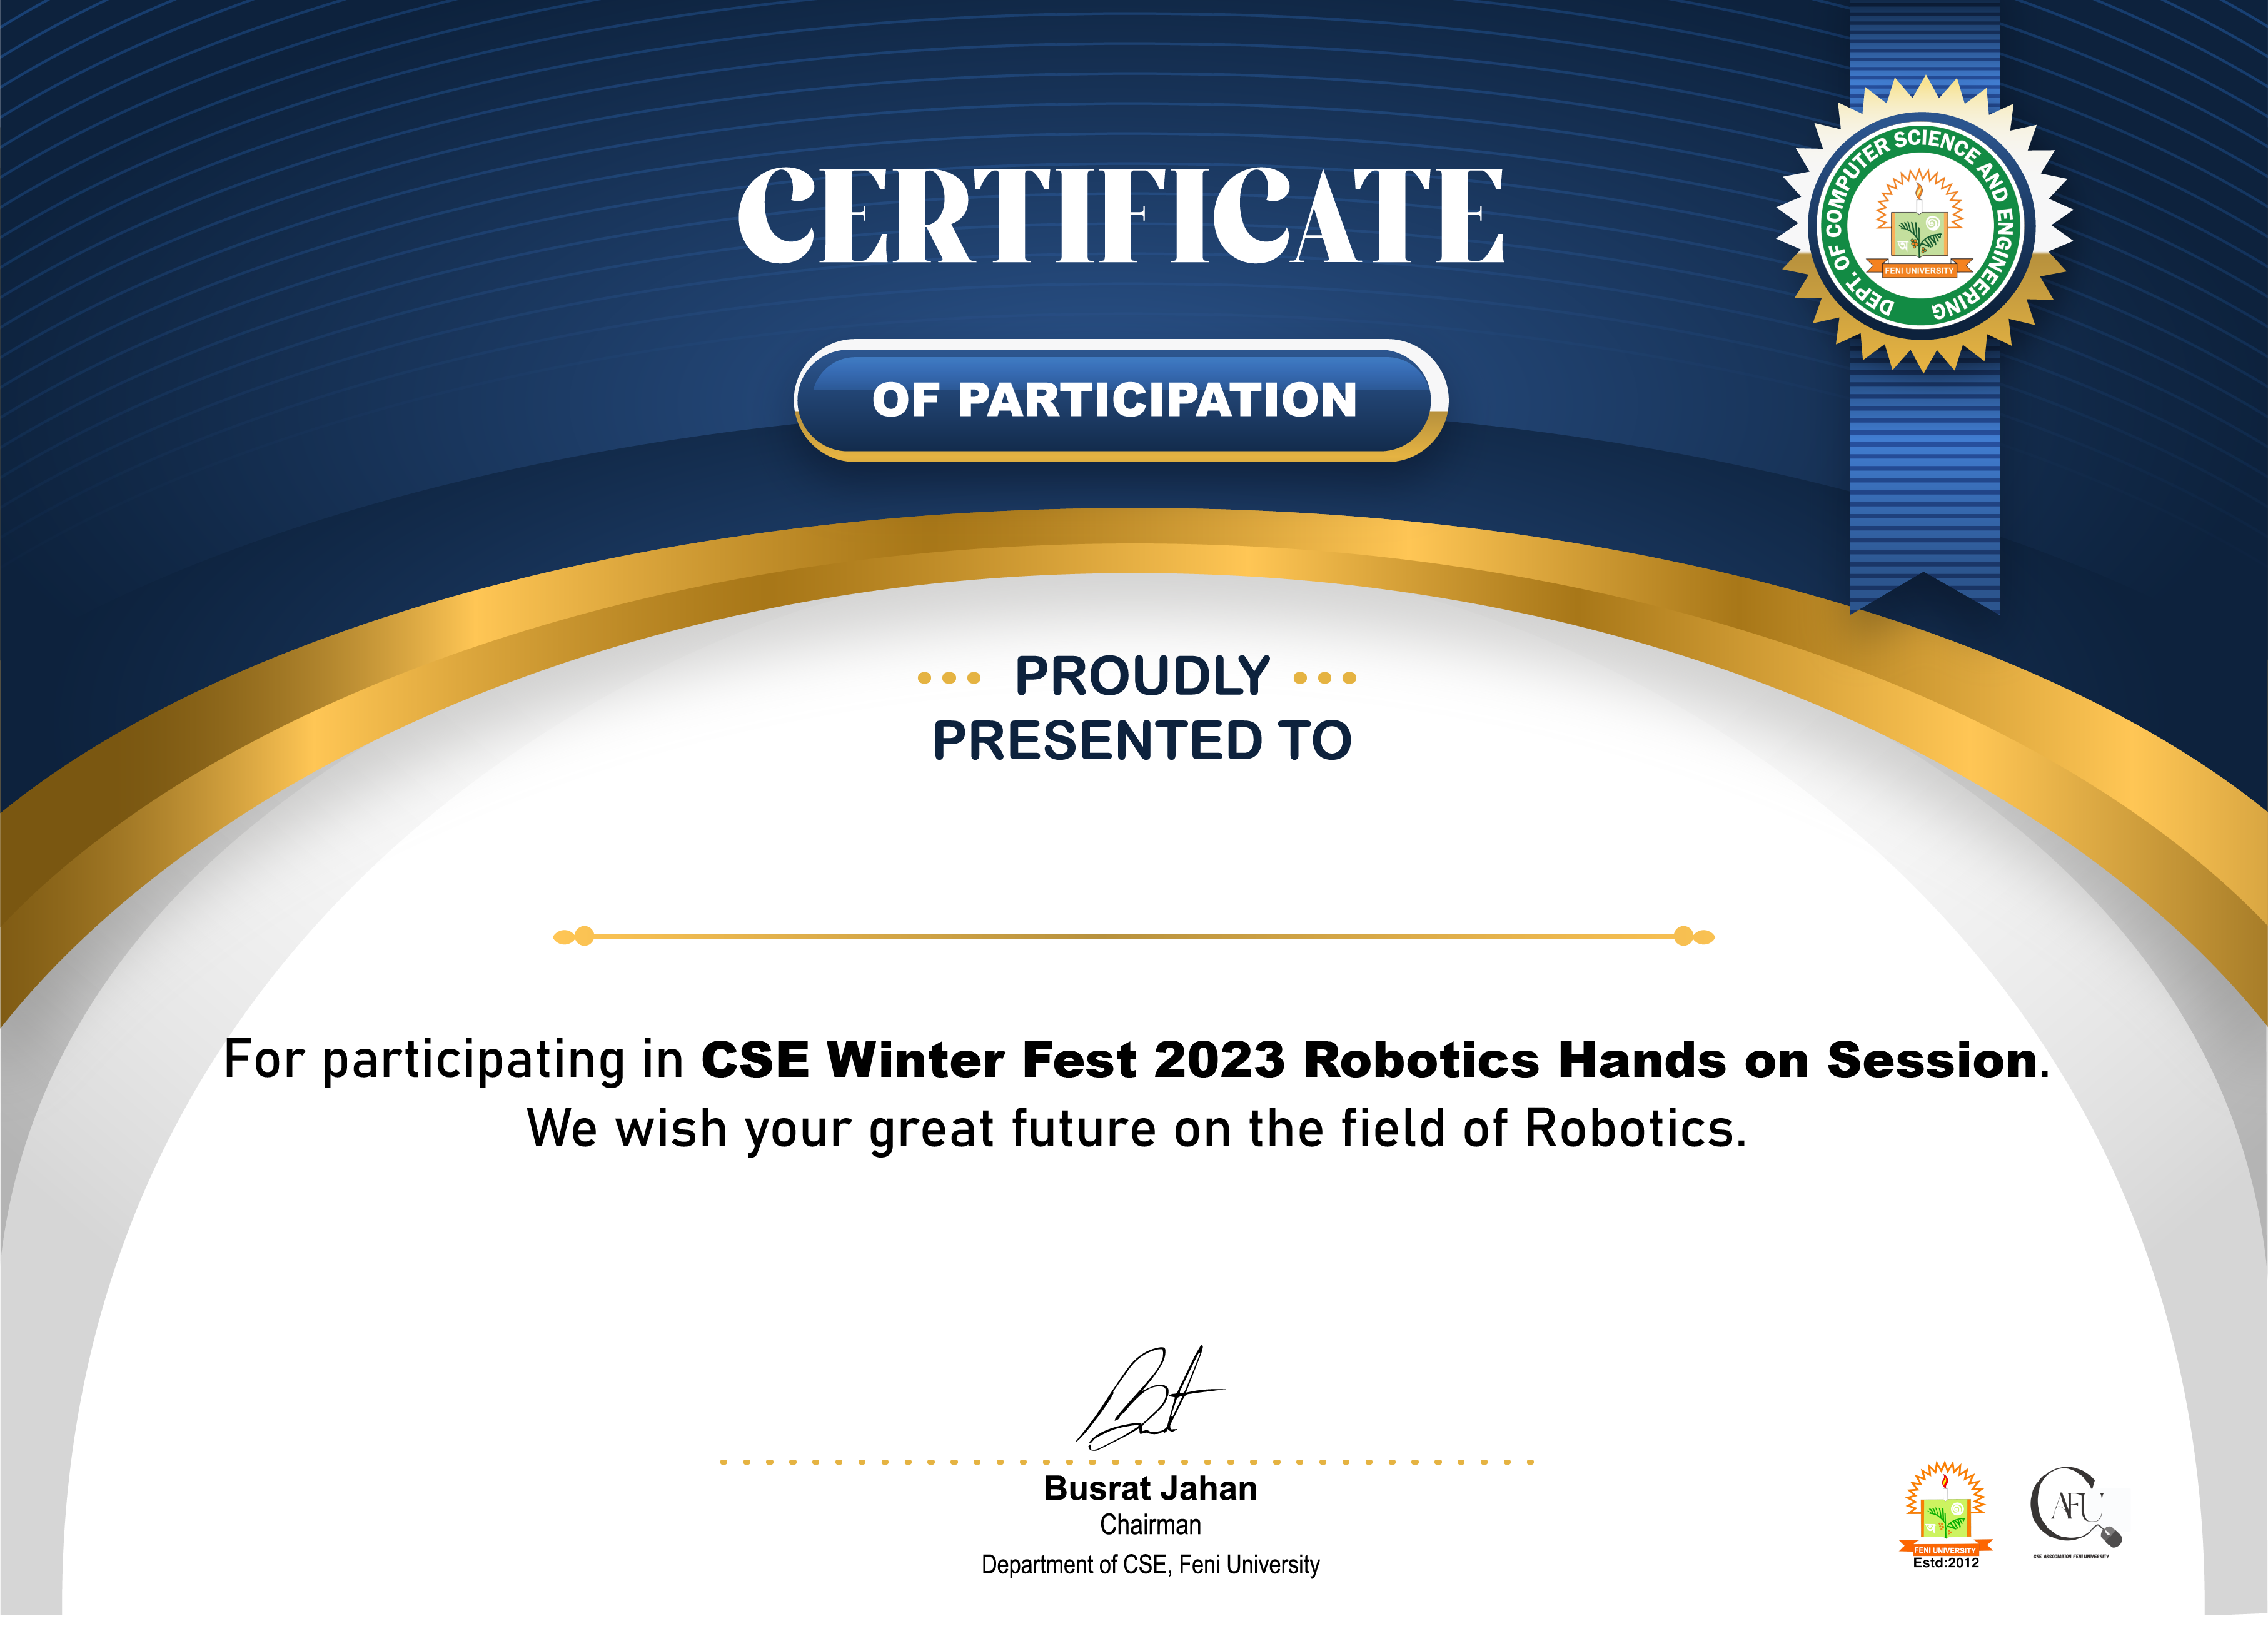 CERTIFICATE
OF PARTICIPATION
DEPT. OF COMPUTER SCIENCE AND ENGINEERING
অ
FENI UNIVERSITY
PROUDLY
PRESENTED TO
For participating in CSE Winter Fest 2023 Robotics Hands on Session.
We wish your great future on the field of Robotics.
Busrat Jahan
Chairman
Department of CSE, Feni University
অ
FENI UNIVERSITY
Estd:2012
CAFU
CSE ASSOCIATION FENI UNIVERSITY